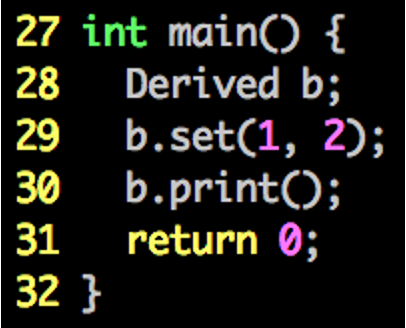 27 int main() {
28   Derived b;
29   b.set(1, 2);
30   b.print();
31   return 0;
32 }